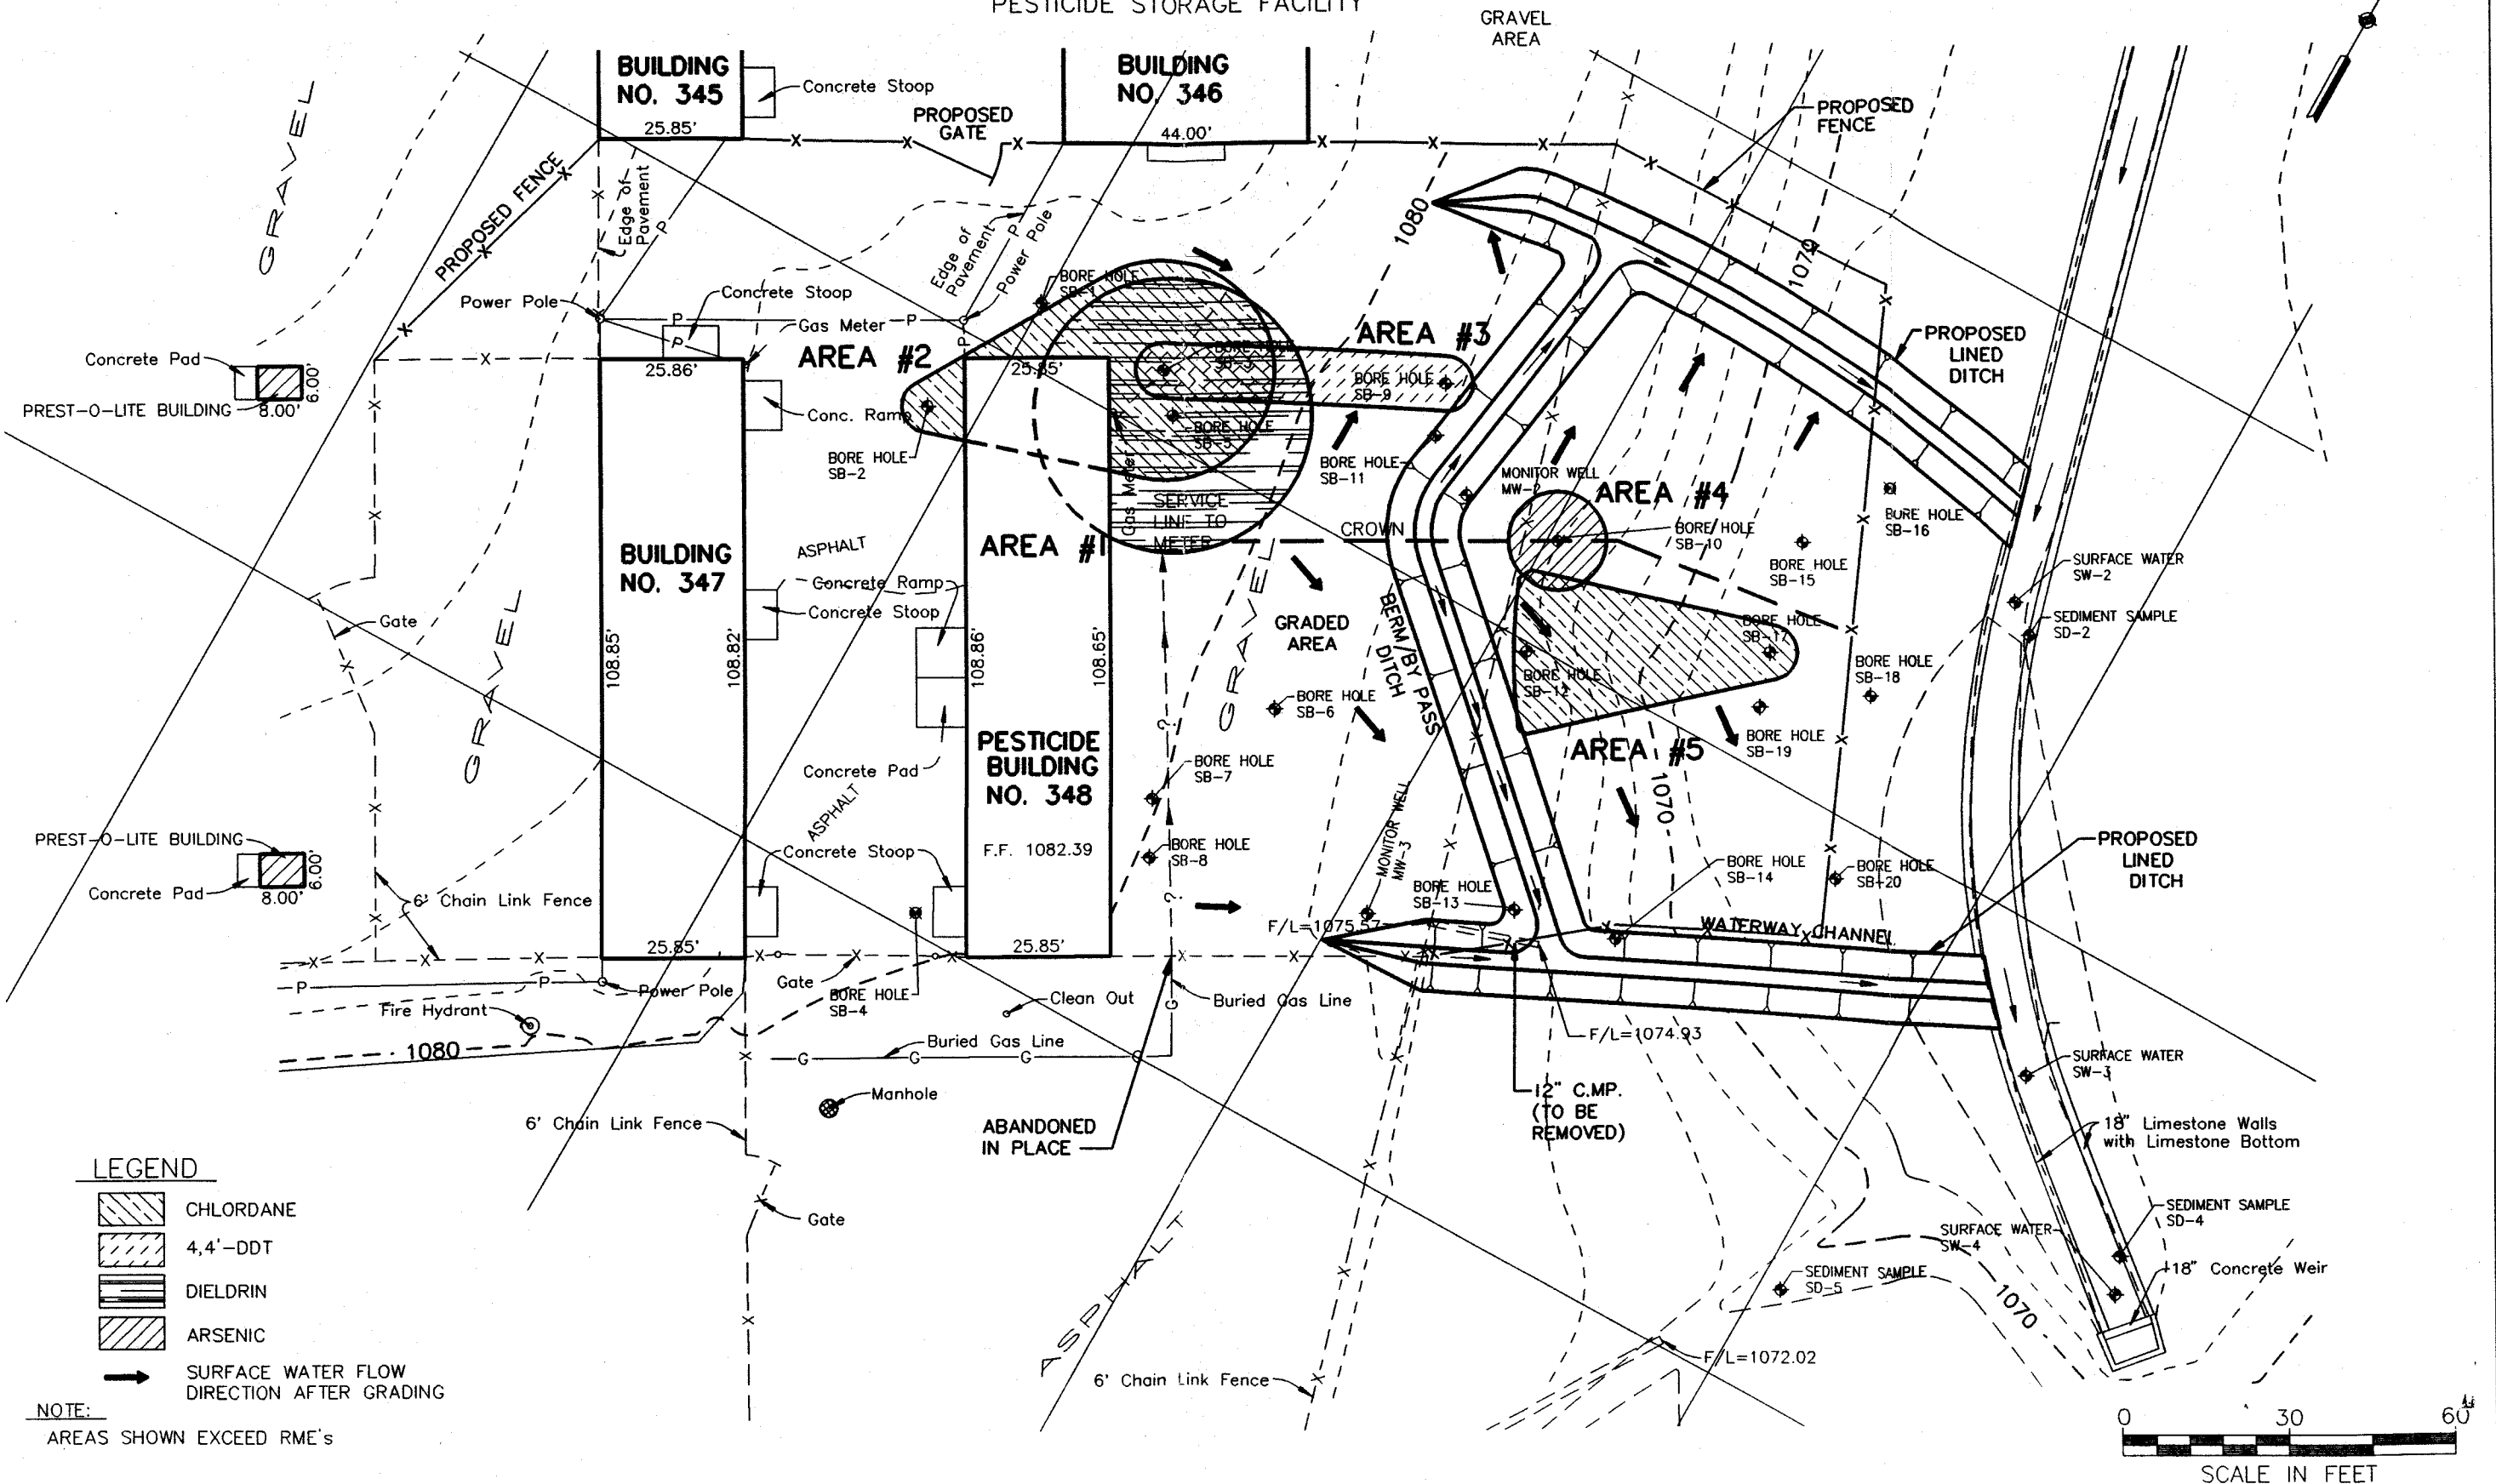 PESTICIDE STORAGE FACILITY
GRAVEL
AREA
BUILDING
NO. 345
25.85'
Concrete Stoop
PROPOSED
GATE
BUILDING
NO. 346
44.00'
PROPOSED
FENCE
GRAVEL
PROPOSED FENCE
Edge of
Pavement
Edge of
Pavement
Power Pole
1080
1070
Power Pole
Concrete Stoop
Gas Meter
BORE HOLE
SB-1
AREA #2
AREA #3
PROPOSED
LINED
DITCH
Concrete Pad
PREST-O-LITE BUILDING
8.00'
6.00'
25.86'
Conc. Ramp
25.85'
BORE HOLE
BORE HOLE
SB-9
BORE HOLE
SB-5
BORE HOLE
SB-2
BORE HOLE
SB-11
MONITOR WELL
MW-2
AREA #4
Gas Meter
SERVICE
LINE TO
METER
CROWN
BORE HOLE
SB-10
BORE HOLE
SB-16
BORE HOLE
SB-15
SURFACE WATER
SW-2
SEDIMENT SAMPLE
SD-2
BUILDING
NO. 347
ASPHALT
AREA #1
Concrete Ramp
Concrete Stoop
Gate
GRAVEL
108.85'
108.82'
108.86'
108.65'
GRAVEL
GRADED
AREA
BERM/BY PASS
DITCH
BORE HOLE
SB-17
BORE HOLE
SB-12
BORE HOLE
SB-18
BORE HOLE
SB-6
BORE HOLE
SB-19
AREA #5
1070
PESTICIDE
BUILDING
NO. 348
F.F. 1082.39
Concrete Pad
ASPHALT
BORE HOLE
SB-7
BORE HOLE
SB-8
MONITOR WELL
MW-3
BORE HOLE
SB-13
BORE HOLE
SB-14
BORE HOLE
SB-20
PROPOSED
LINED
DITCH
PREST-O-LITE BUILDING
Concrete Pad
8.00'
6.00'
6' Chain Link Fence
Concrete Stoop
F/L=1075.57
WATERWAY CHANNEL
25.85'
25.85'
Power Pole
Gate
BORE HOLE
SB-4
Clean Out
Buried Gas Line
Fire Hydrant
1080
Buried Gas Line
F/L=1074.93
SURFACE WATER
SW-3
Manhole
12" C.MP.
(TO BE
REMOVED)
6' Chain Link Fence
ABANDONED
IN PLACE
18" Limestone Walls
with Limestone Bottom
Gate
SEDIMENT SAMPLE
SD-4
SURFACE WATER
SW-4
18" Concrete Weir
SEDIMENT SAMPLE
SD-5
1070
ASPHALT
F/L=1072.02
6' Chain Link Fence
LEGEND
CHLORDANE
4,4'-DDT
DIELDRIN
ARSENIC
SURFACE WATER FLOW
DIRECTION AFTER GRADING
NOTE:
AREAS SHOWN EXCEED RME's
0 30 60
SCALE IN FEET